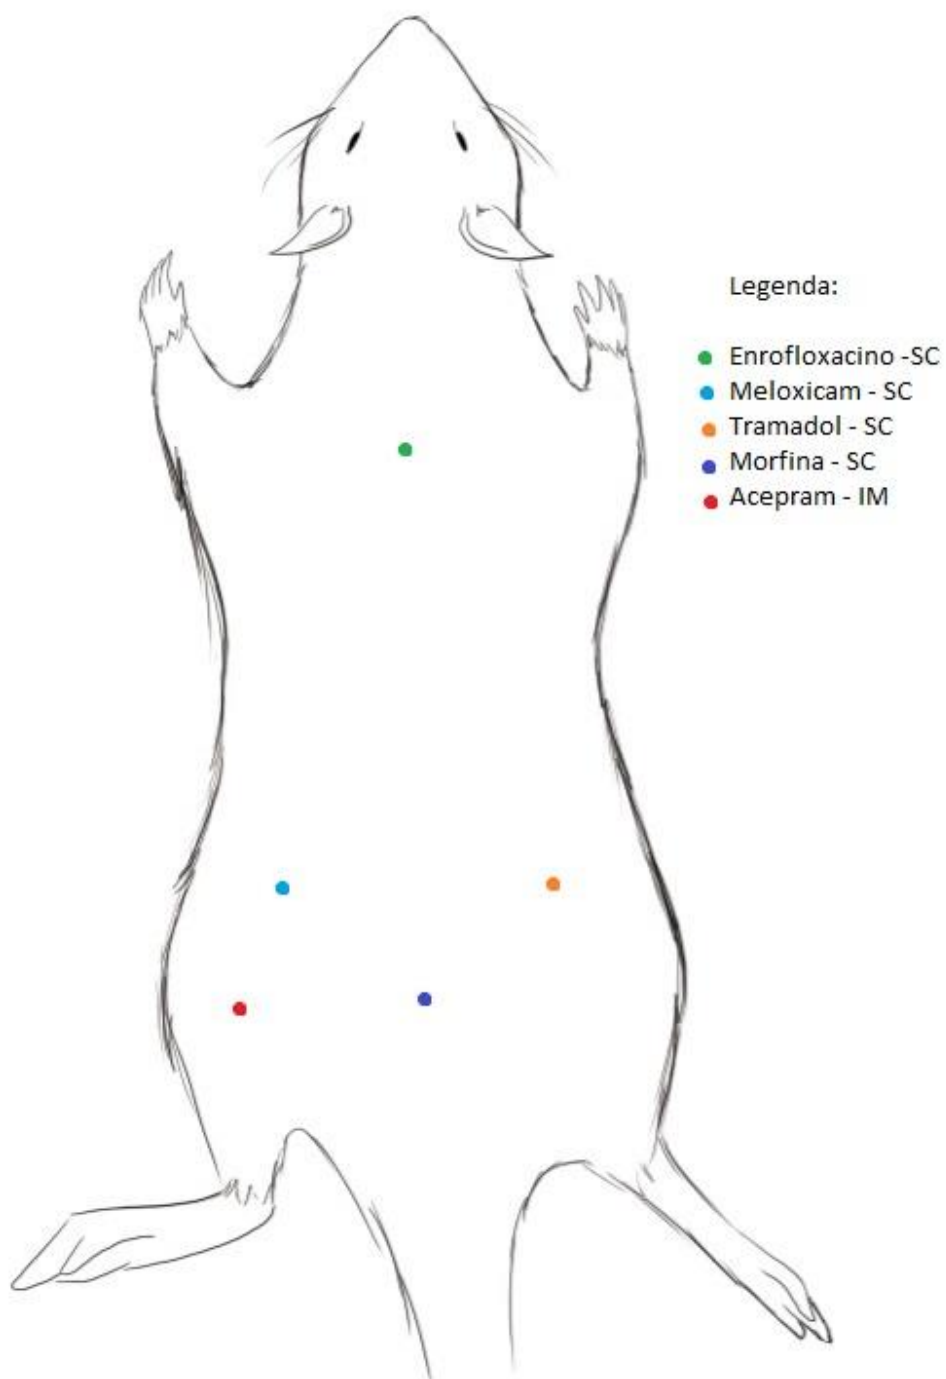 Legenda:
Enrofloxacino -SC
Meloxicam - SC
Tramadol - SC
Morfina - SC
Acepram - IM